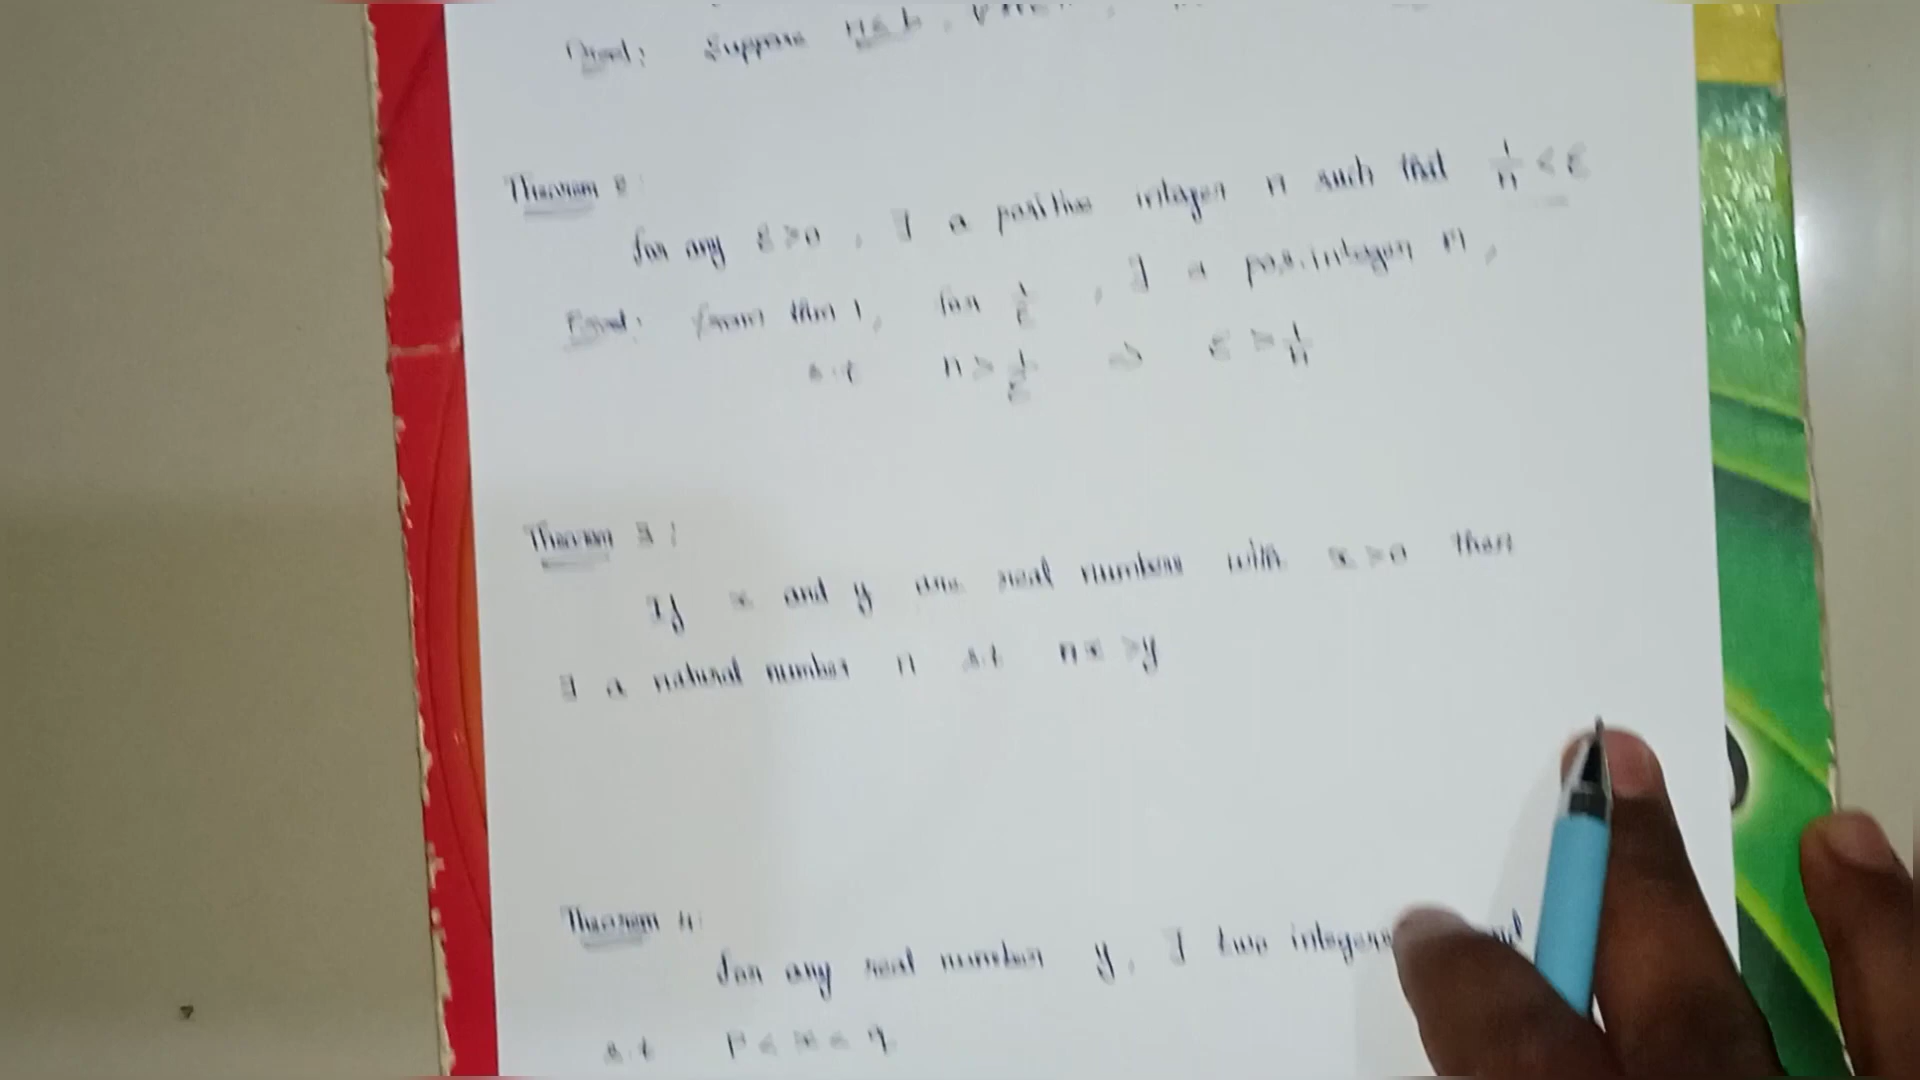 Proof: Suppose n ≤ b,
Theorem 2:
for any ε > 0, ∃ a positive integer n such that 1/n < ε
Proof: from thm 1, for 1/ε, ∃ a pos. integer n,
s.t n > 1/ε ⇒ ε > 1/n
Theorem 3:
If x and y are real numbers with x > 0 then
∃ a natural number n s.t nx > y
Theorem 4:
for any real number y, ∃ two integers
s.t P < x < q